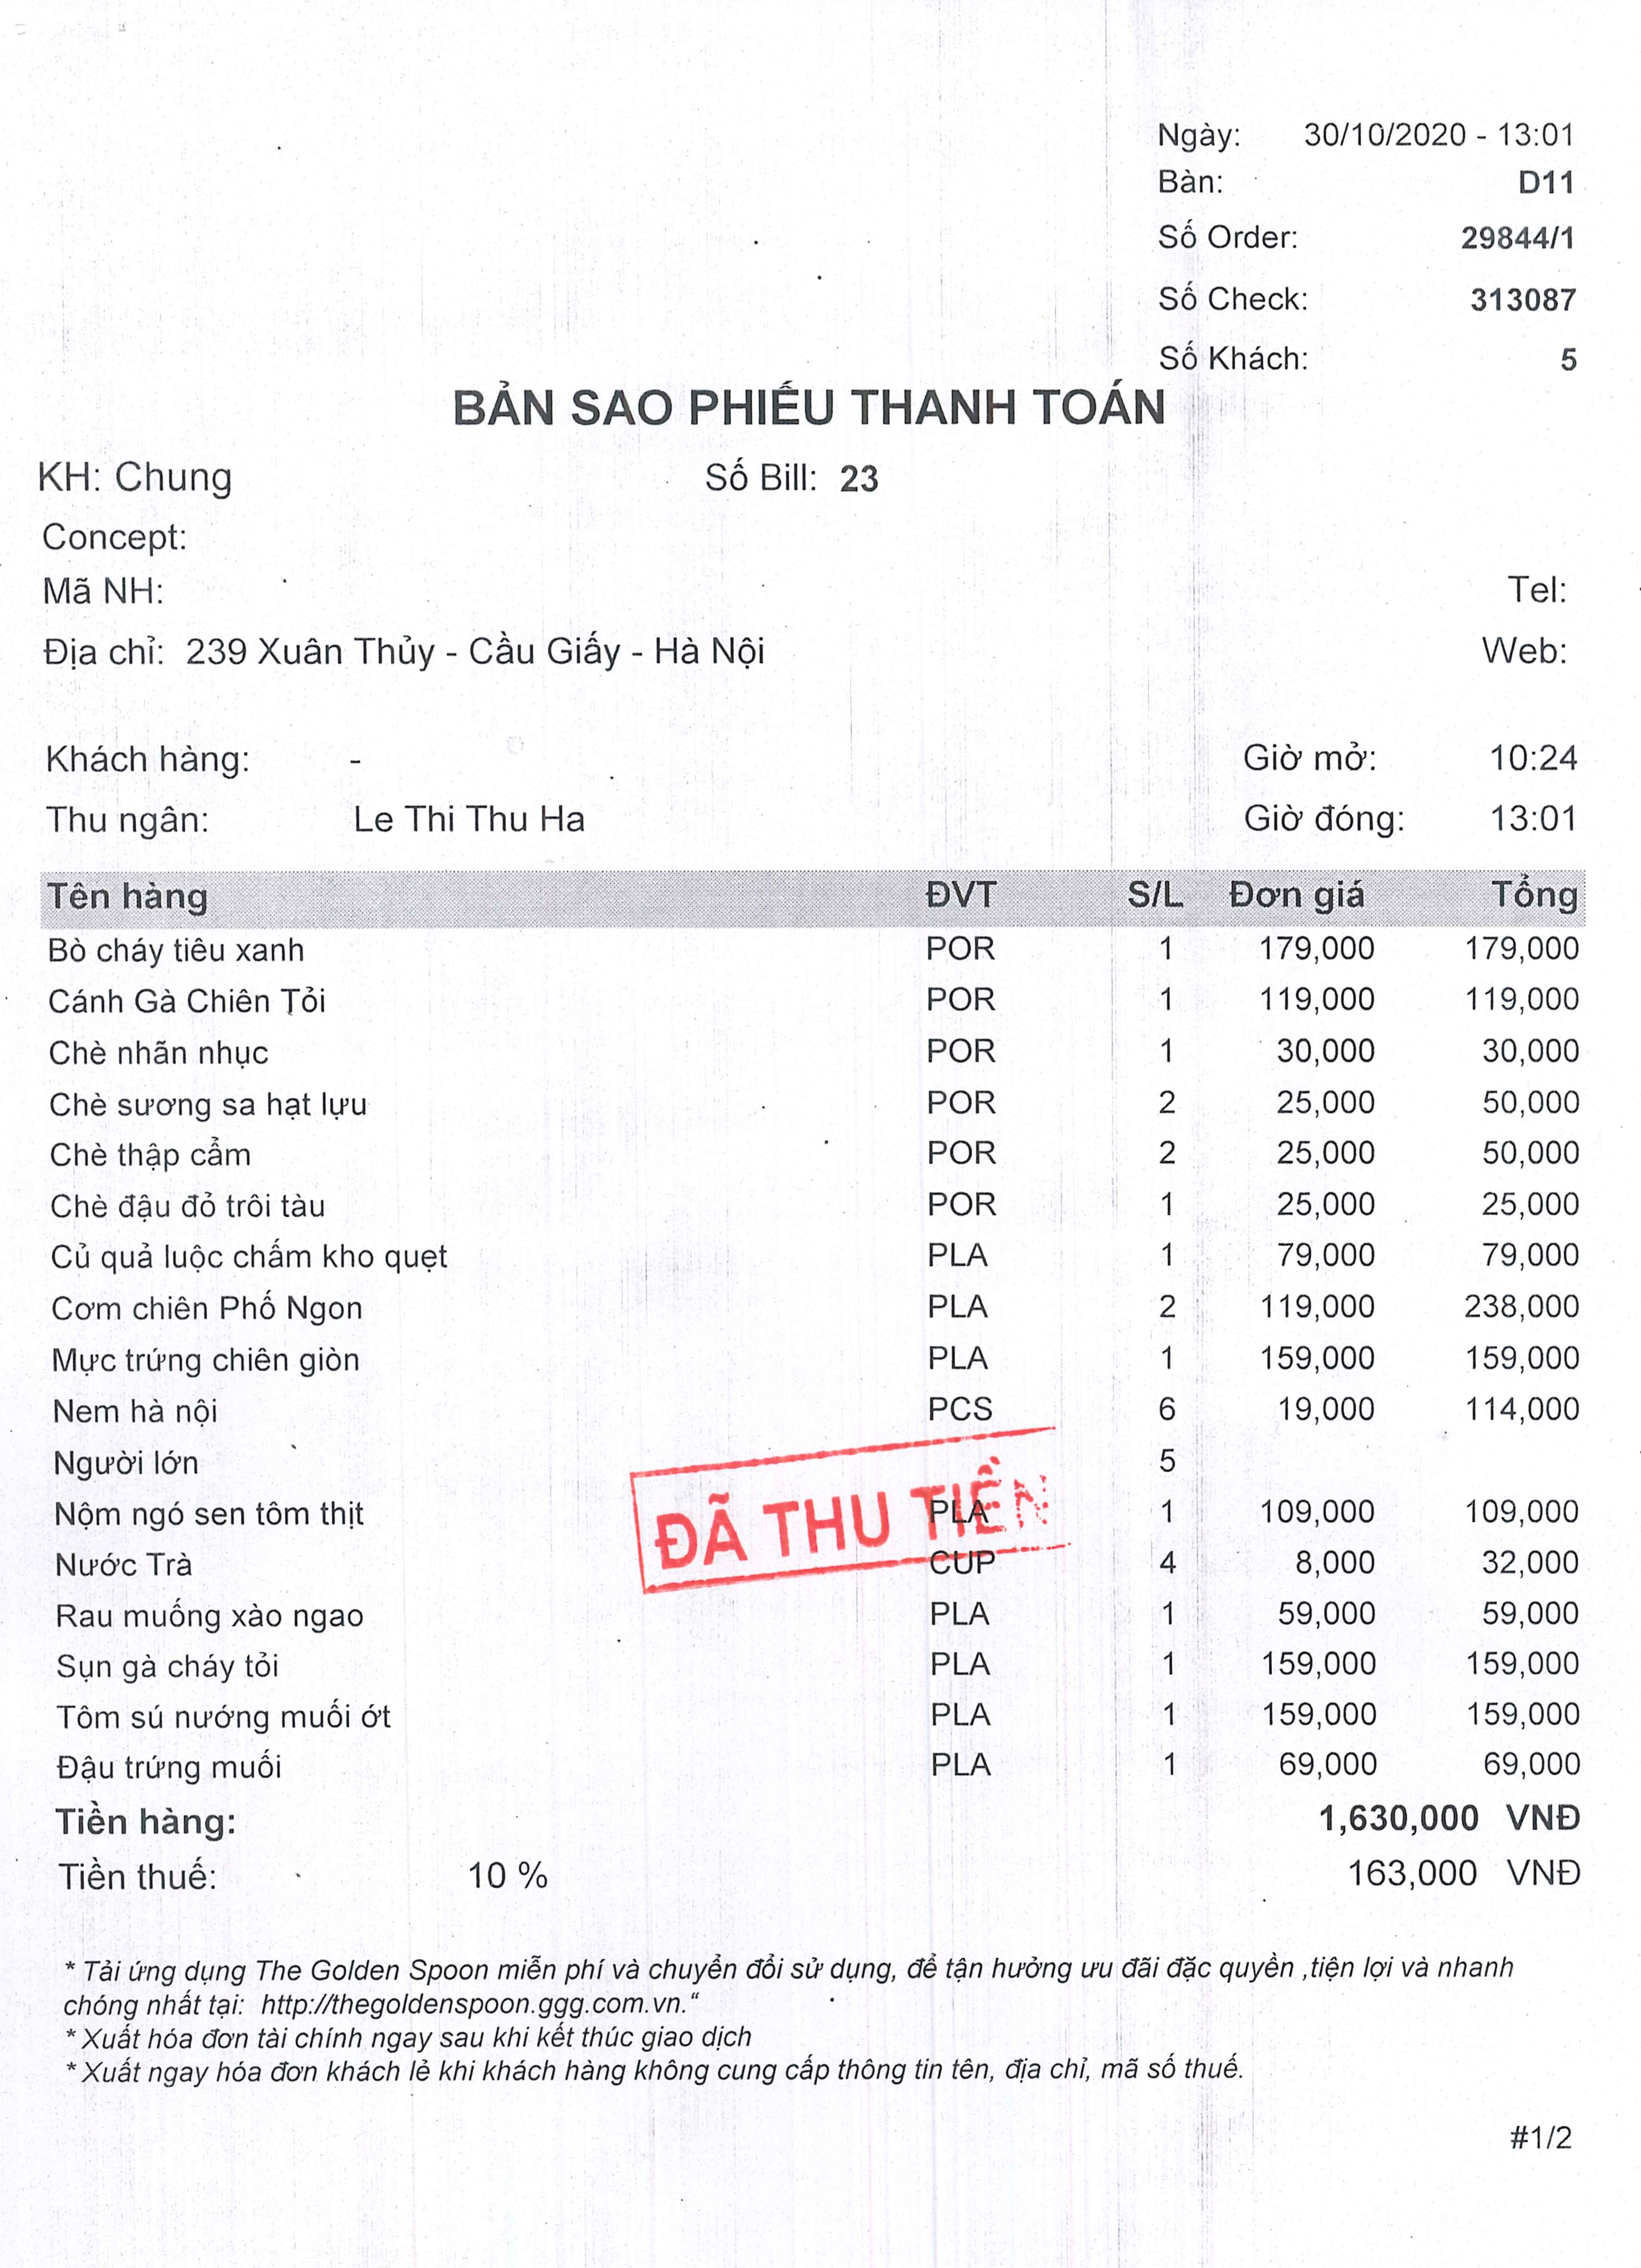 Ngày: 30/10/2020 - 13:01
Bàn: D11
Số Order: 29844/1
Số Check: 313087
Số Khách: 5
BẢN SAO PHIẾU THANH TOÁN
KH: Chung Số Bill: 23
Concept:
Mã NH: Tel:
Địa chỉ: 239 Xuân Thủy - Cầu Giấy - Hà Nội Web:
Khách hàng: - Giờ mở: 10:24
Thu ngân: Le Thi Thu Ha Giờ đóng: 13:01
Tên hàng ĐVT S/L Đơn giá Tổng
Bò cháy tiêu xanh POR 1 179,000 179,000
Cánh Gà Chiên Tỏi POR 1 119,000 119,000
Chè nhãn nhục POR 1 30,000 30,000
Chè sương sa hạt lựu POR 2 25,000 50,000
Chè thập cẩm POR 2 25,000 50,000
Chè đậu đỏ trôi tàu POR 1 25,000 25,000
Củ quả luộc chấm kho quẹt PLA 1 79,000 79,000
Cơm chiên Phố Ngon PLA 2 119,000 238,000
Mực trứng chiên giòn PLA 1 159,000 159,000
Nem hà nội PCS 6 19,000 114,000
Người lớn 5
ĐÃ THU TIỀN
Nộm ngó sen tôm thịt PLA 1 109,000 109,000
Nước Trà CUP 4 8,000 32,000
Rau muống xào ngao PLA 1 59,000 59,000
Sụn gà cháy tỏi PLA 1 159,000 159,000
Tôm sú nướng muối ớt PLA 1 159,000 159,000
Đậu trứng muối PLA 1 69,000 69,000
Tiền hàng: 1,630,000 VNĐ
Tiền thuế: 10 % 163,000 VNĐ
* Tải ứng dụng The Golden Spoon miễn phí và chuyển đổi sử dụng, để tận hưởng ưu đãi đặc quyền ,tiện lợi và nhanh
chóng nhất tại: http://thegoldenspoon.ggg.com.vn.“
* Xuất hóa đơn tài chính ngay sau khi kết thúc giao dịch
* Xuất ngay hóa đơn khách lẻ khi khách hàng không cung cấp thông tin tên, địa chỉ, mã số thuế.
#1/2